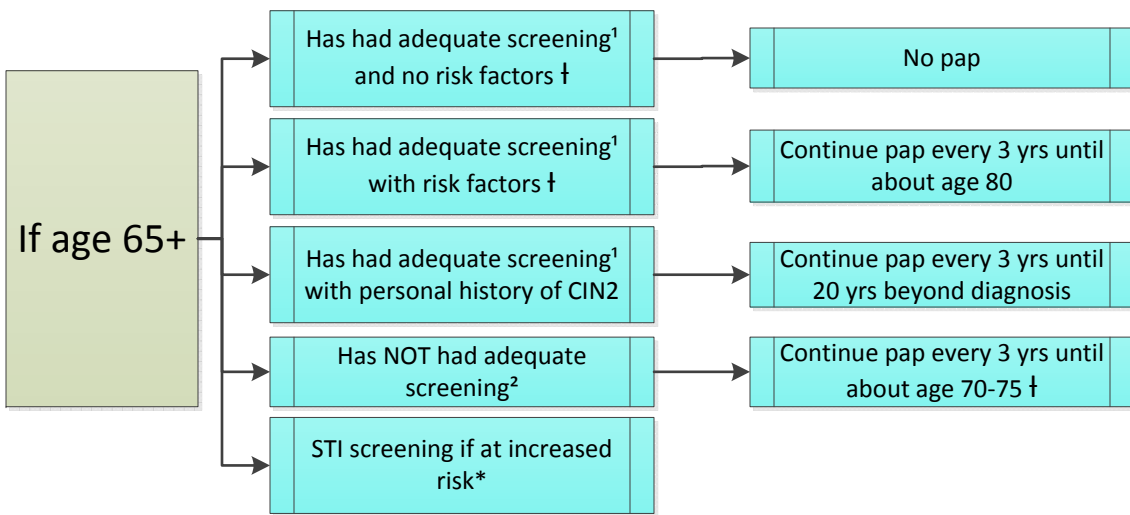 If age 65+
Has had adequate screening¹
and no risk factors ƚ
No pap
Has had adequate screening¹
with risk factors ƚ
Continue pap every 3 yrs until
about age 80
Has had adequate screening¹
with personal history of CIN2
Continue pap every 3 yrs until
20 yrs beyond diagnosis
Has NOT had adequate
screening²
Continue pap every 3 yrs until
about age 70-75 ƚ
STI screening if at increased
risk*